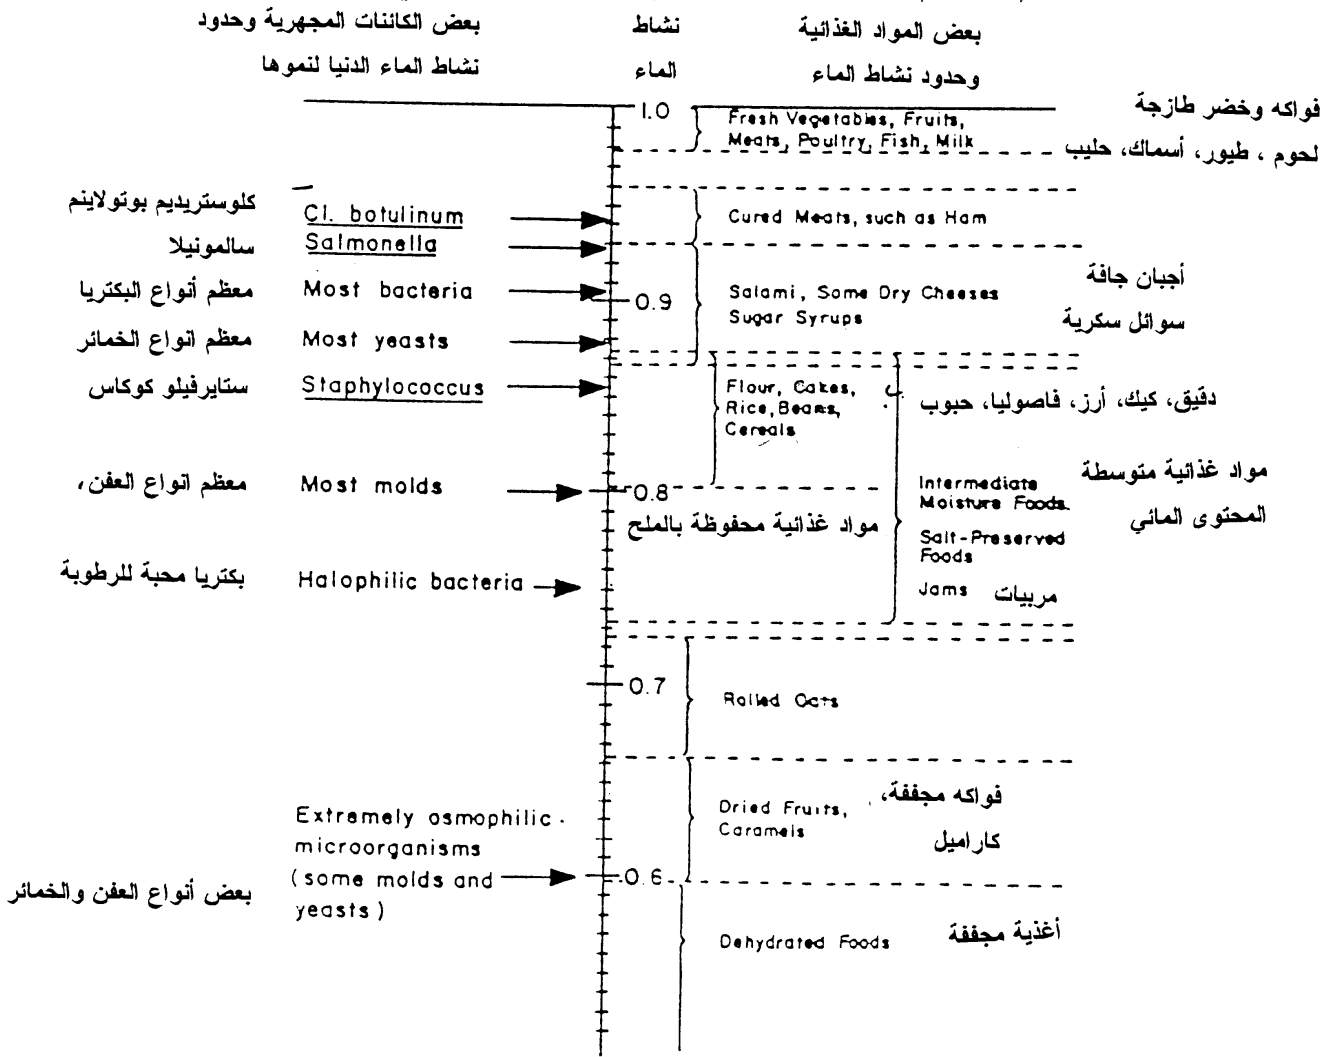 بعض الكائنات المجهرية وحدود
نشاط الماء الدنيا لنموها
نشاط
الماء
بعض المواد الغذائية
وحدود نشاط الماء
1.0
Fresh Vegetables, Fruits,
Meats, Poultry, Fish, Milk
فواكه وخضر طازجة
لحوم ، طيور، أسماك، حليب
كلوستريديم بوتولاينم
Cl. botulinum
Cured Meats, such as Ham
سالمونيلا
Salmonella
معظم أنواع البكتريا
Most bacteria
0.9
Salami, Some Dry Cheeses
Sugar Syrups
أجبان جافة
سوائل سكرية
معظم انواع الخمائر
Most yeasts
ستايرفيلو كوكاس
Staphylococcus
Flour, Cakes,
Rice, Beans,
Cereals
دقيق، كيك، أرز، فاصوليا، حبوب
معظم انواع العفن،
Most molds
0.8
Intermediate
Moisture Foods.
مواد غذائية متوسطة
المحتوى المائي
مواد غذائية محفوظة بالملح
Salt-Preserved
Foods
بكتريا محبة للرطوبة
Halophilic bacteria
Jams
مربيات
0.7
Rolled Oats
Dried Fruits,
Caramels
فواكه مجففة،
كاراميل
Extremely osmophilic
microorganisms
(some molds and
yeasts)
بعض أنواع العفن والخمائر
0.6
Dehydrated Foods
أغذية مجففة